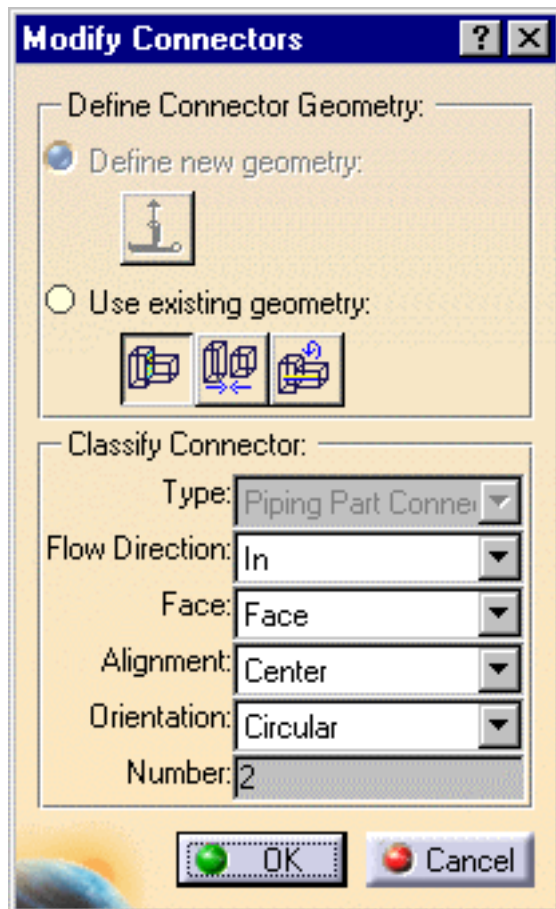 Modify Connectors
Define Connector Geometry:
Define new geometry:
Use existing geometry:
Classify Connector:
Type: Piping Part Conne
Flow Direction: In
Face: Face
Alignment: Center
Orientation: Circular
Number: 2
OK Cancel